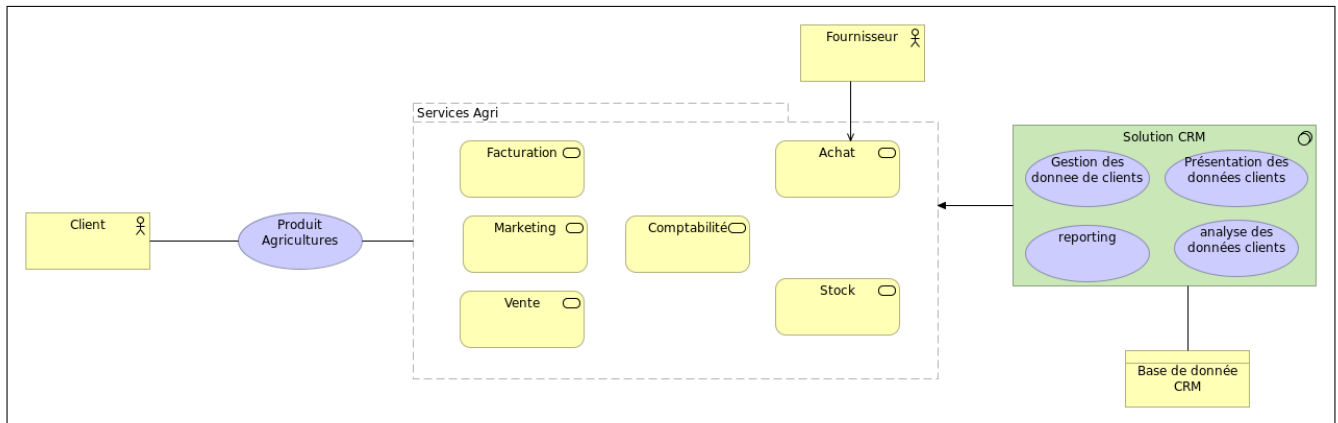 Fournisseur
Services Agri
Facturation
Achat
Solution CRM
Gestion des
donnee de clients
Présentation des
données clients
Client
Produit
Agricultures
Marketing
Comptabilité
reporting
analyse des
données clients
Vente
Stock
Base de donnée
CRM